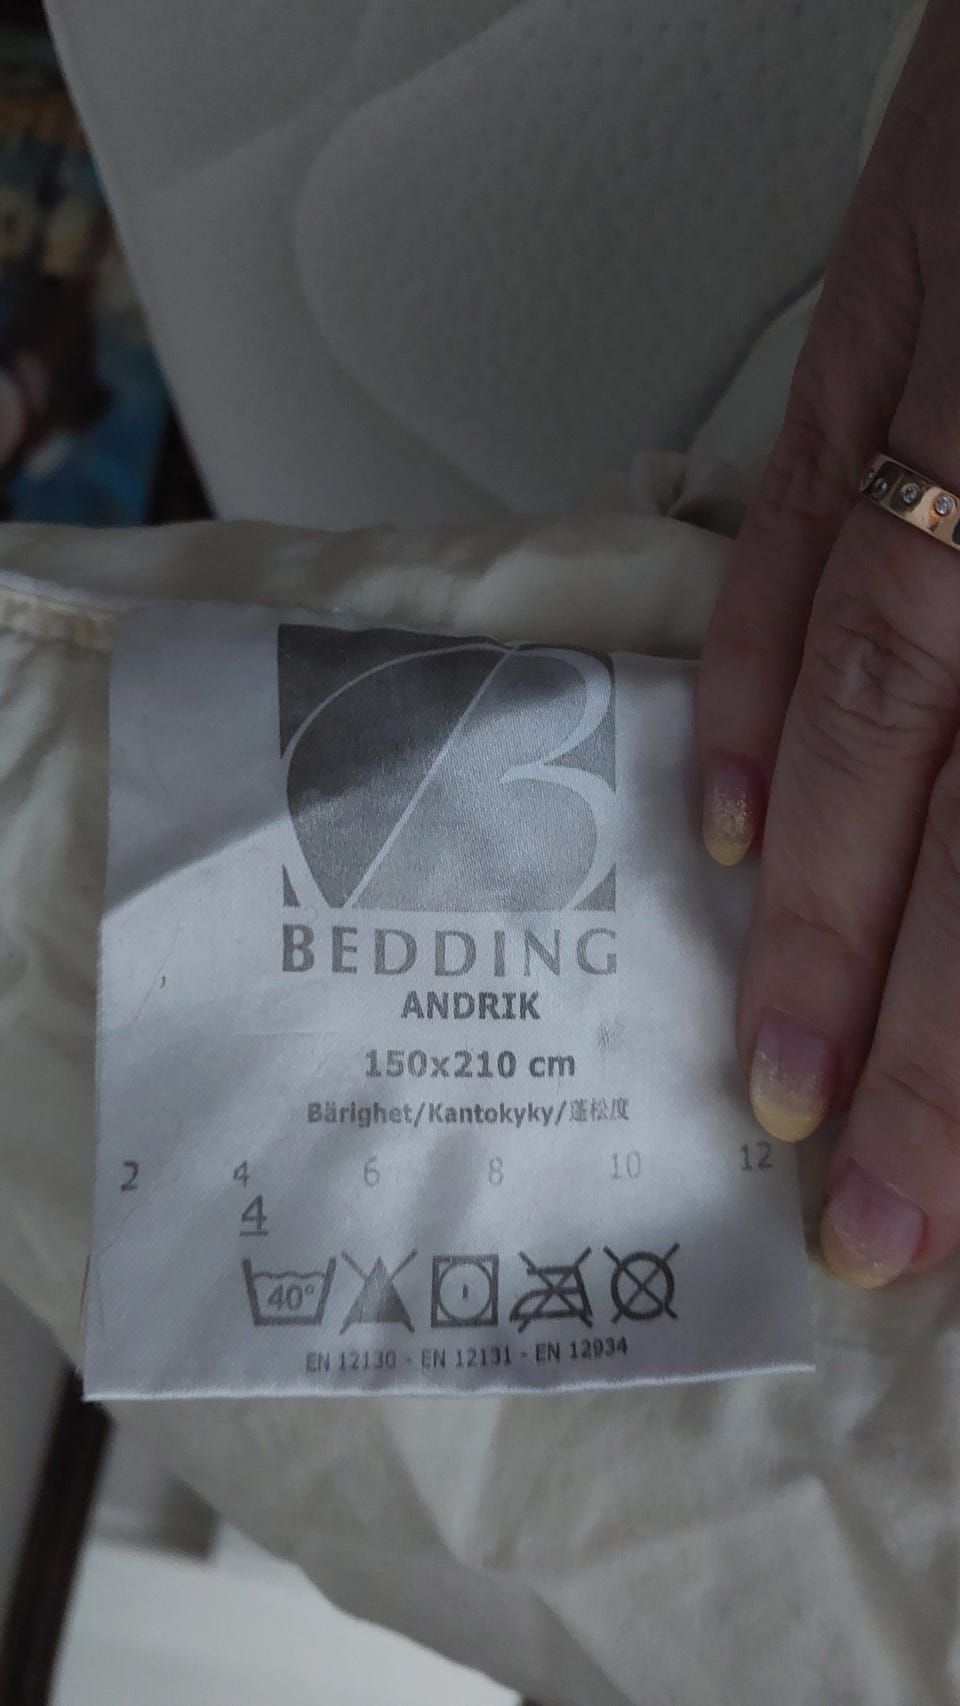 B
BEDDING
ANDRIK
150x210 cm
Bärighet/Kantokyky/蓬松度
2 4 6 8 10 12
4
40°
EN 12130 - EN 12131 - EN 12934